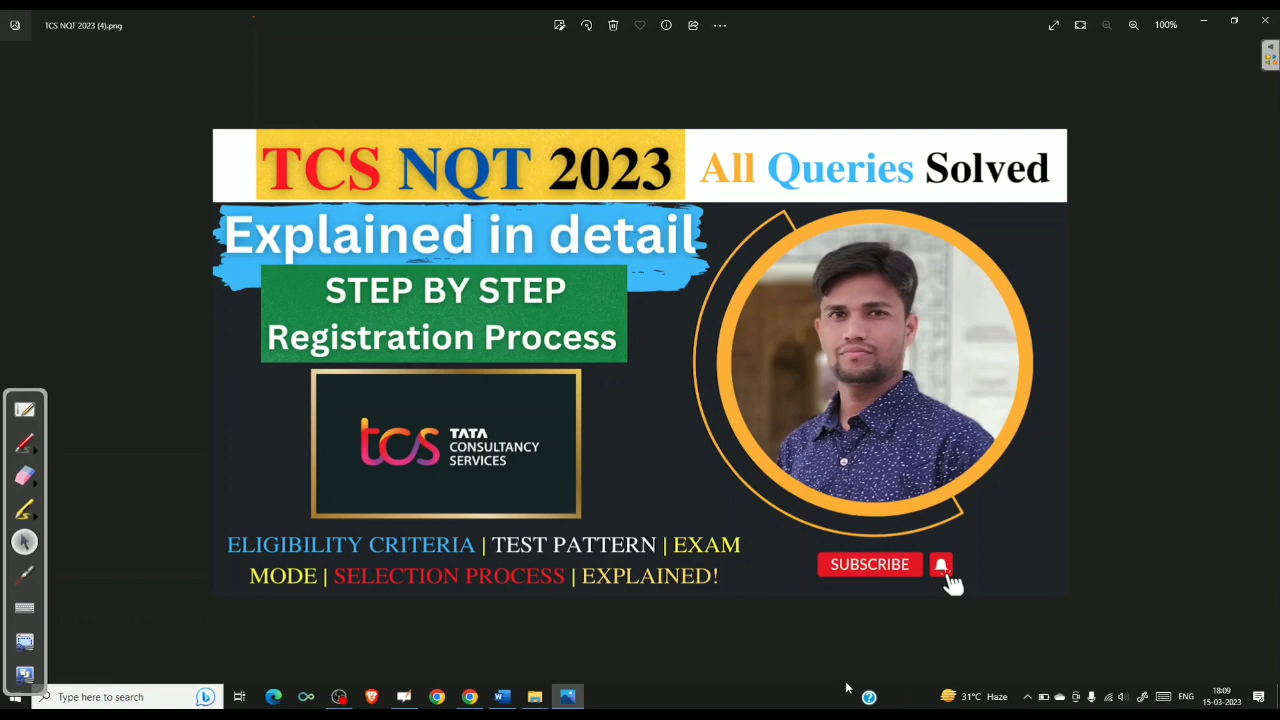 TCS NQT 2023 (4).png
100%
TCS NQT 2023 All Queries Solved
Explained in detail
STEP BY STEP
Registration Process
tcs TATA
CONSULTANCY
SERVICES
ELIGIBILITY CRITERIA | TEST PATTERN | EXAM
MODE | SELECTION PROCESS | EXPLAINED!
SUBSCRIBE
Type here to search
31°C Haze
ENG
18:09
15-03-2023